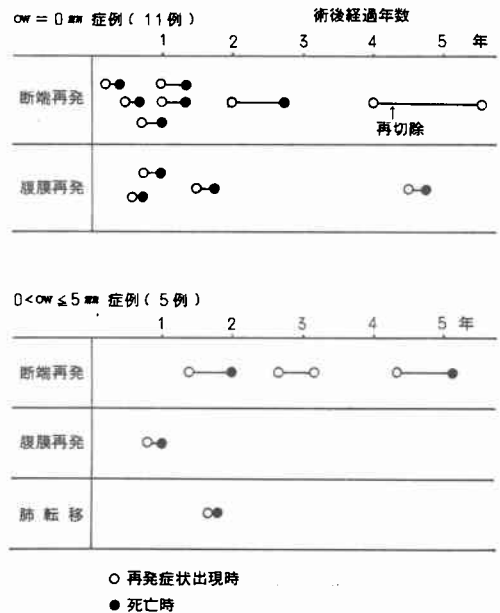 ow = 0 mm 症例 ( 11例 ) 術後経過年数
1 2 3 4 5 年
断端再発
再切除
腹膜再発
0<ow≦5 mm 症例 ( 5例 )
1 2 3 4 5 年
断端再発
腹膜再発
肺転移
○ 再発症状出現時
● 死亡時